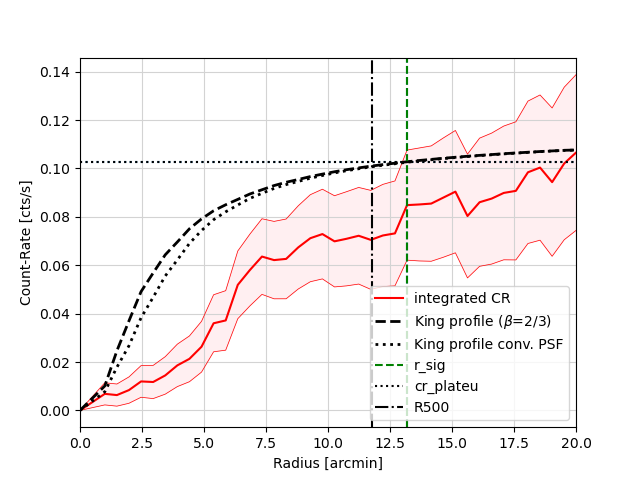 0.14
0.12
0.10
0.08
0.06
0.04
0.02
0.00
Count-Rate [cts/s]
integrated CR
King profile (β=2/3)
King profile conv. PSF
r_sig
cr_plateu
R500
0.0 2.5 5.0 7.5 10.0 12.5 15.0 17.5 20.0
Radius [arcmin]